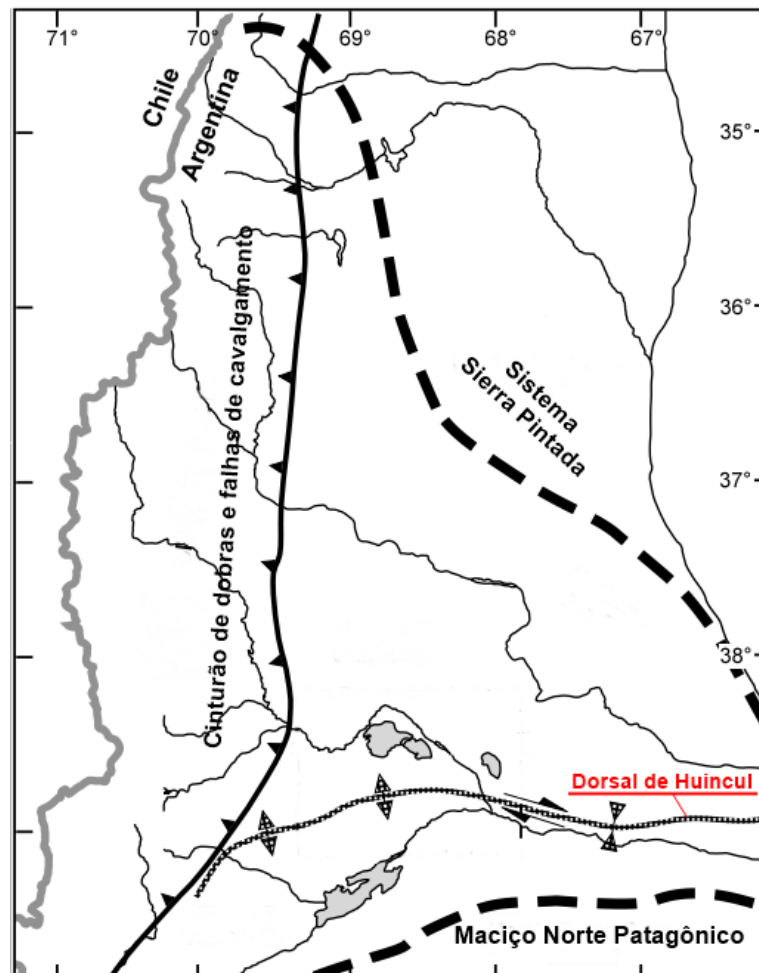 71°
70°
69°
68°
67°
Chile
Argentina
35°
36°
Cinturão de dobras e falhas de cavalgamento
Sistema
Sierra Pintada
37°
38°
Dorsal de Huincul
Maciço Norte Patagônico